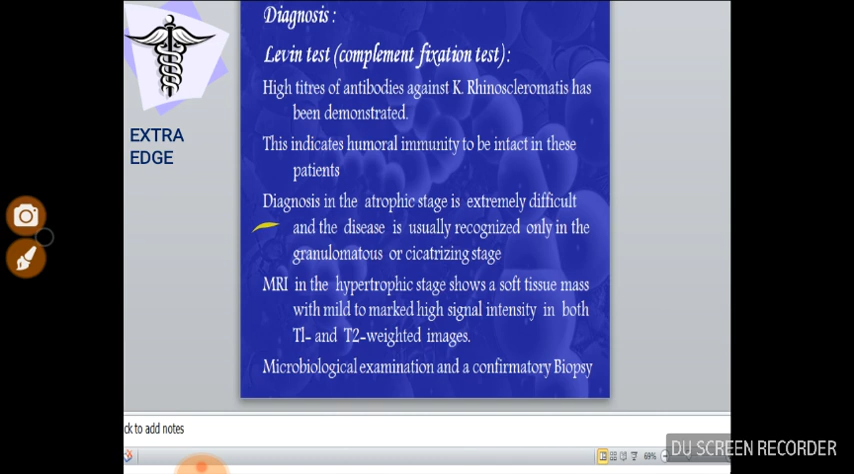 Diagnosis :
Levin test (complement fixation test) :
High titres of antibodies against K. Rhinoscleromatis has
been demonstrated.
This indicates humoral immunity to be intact in these
patients
EXTRA
EDGE
Diagnosis in the atrophic stage is extremely difficult
and the disease is usually recognized only in the
granulomatous or cicatrizing stage
MRI in the hypertrophic stage shows a soft tissue mass
with mild to marked high signal intensity in both
Tl- and T2-weighted images.
Microbiological examination and a confirmatory Biopsy
ck to add notes
69%
DU SCREEN RECORDER